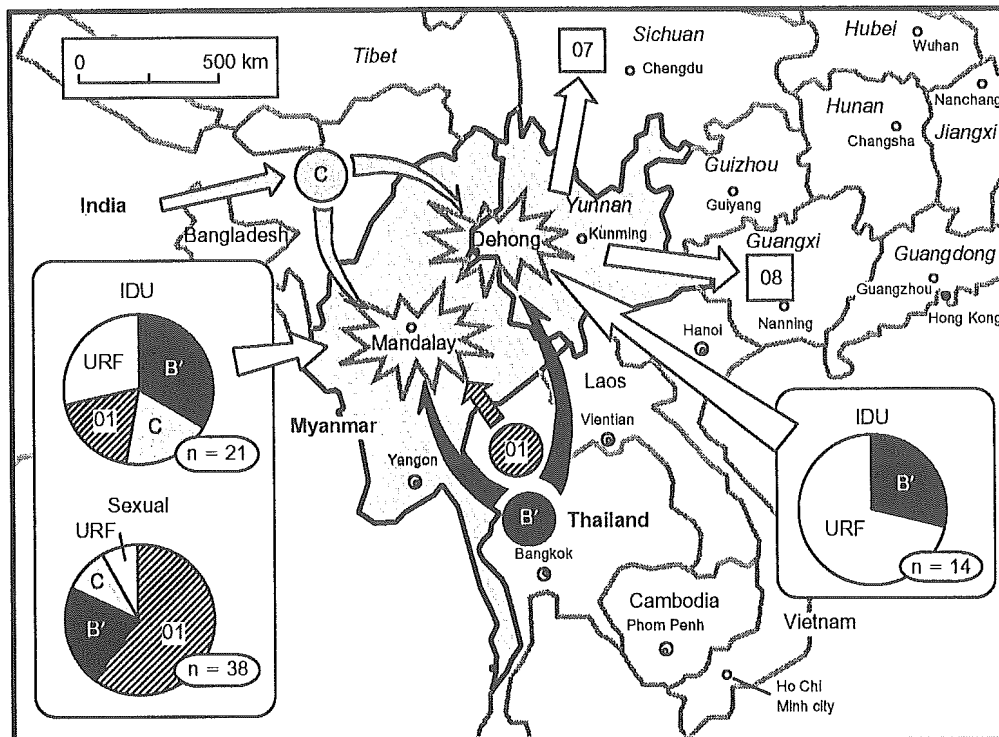 0 500 km
Tibet
Sichuan
Hubei
Wuhan
07
Chengdu
Nanchang
Hunan
Changsha
Jiangxi
C
Guizhou
Guiyang
India
Yunnan
Bangladesh
Dehong
Kunming
Guangxi
Guangdong
08
Guangzhou
Hong Kong
Nanning
Hanoi
Mandalay
Laos
IDU
URF
B'
01
C
n = 21
Myanmar
Vientian
01
Yangon
B'
Thailand
Bangkok
IDU
B'
URF
n = 14
Sexual
URF
C
B'
01
n = 38
Cambodia
Phom Penh
Vietnam
Ho Chi
Minh city